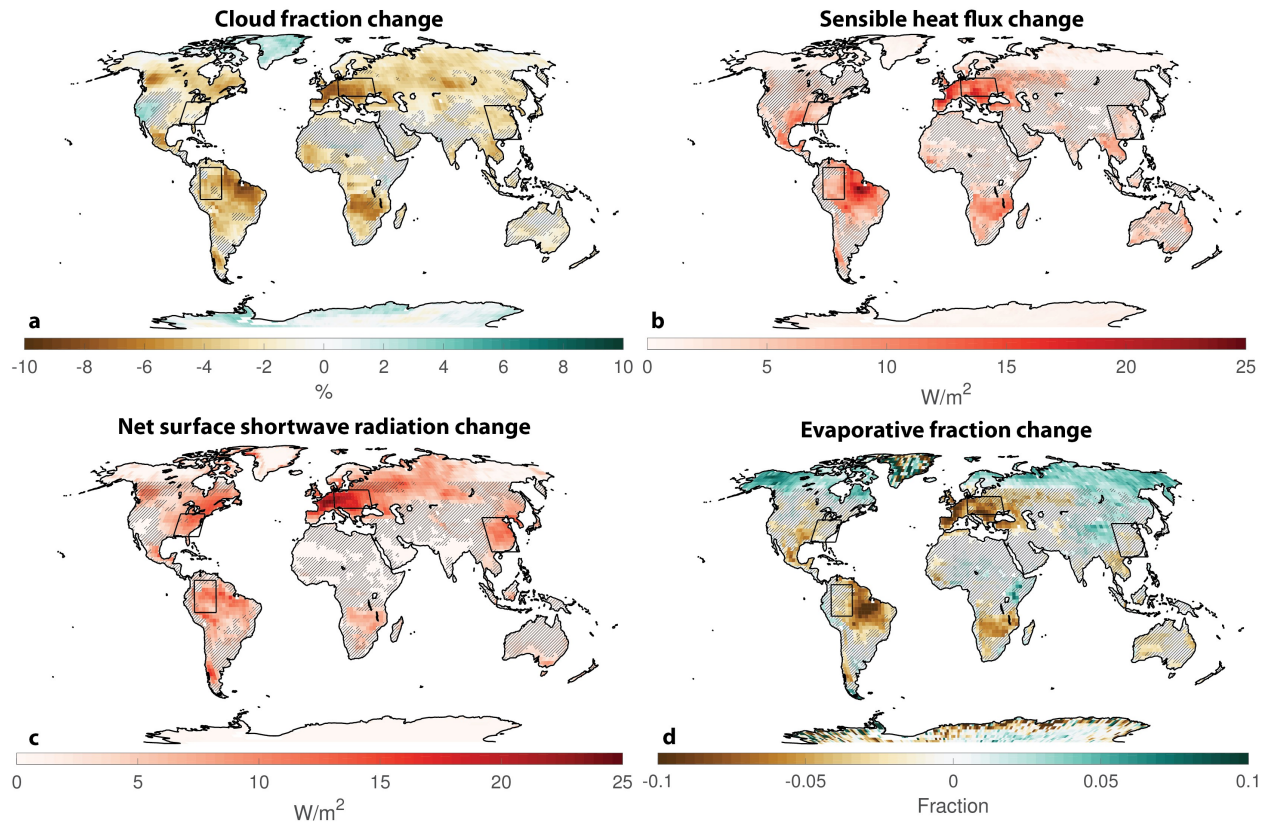 Cloud fraction change
Sensible heat flux change
a
b
-10 -8 -6 -4 -2 0 2 4 6 8 10
%
0 5 10 15 20 25
W/m²
Net surface shortwave radiation change
Evaporative fraction change
c
d
0 5 10 15 20 25
W/m²
-0.1 -0.05 0 0.05 0.1
Fraction